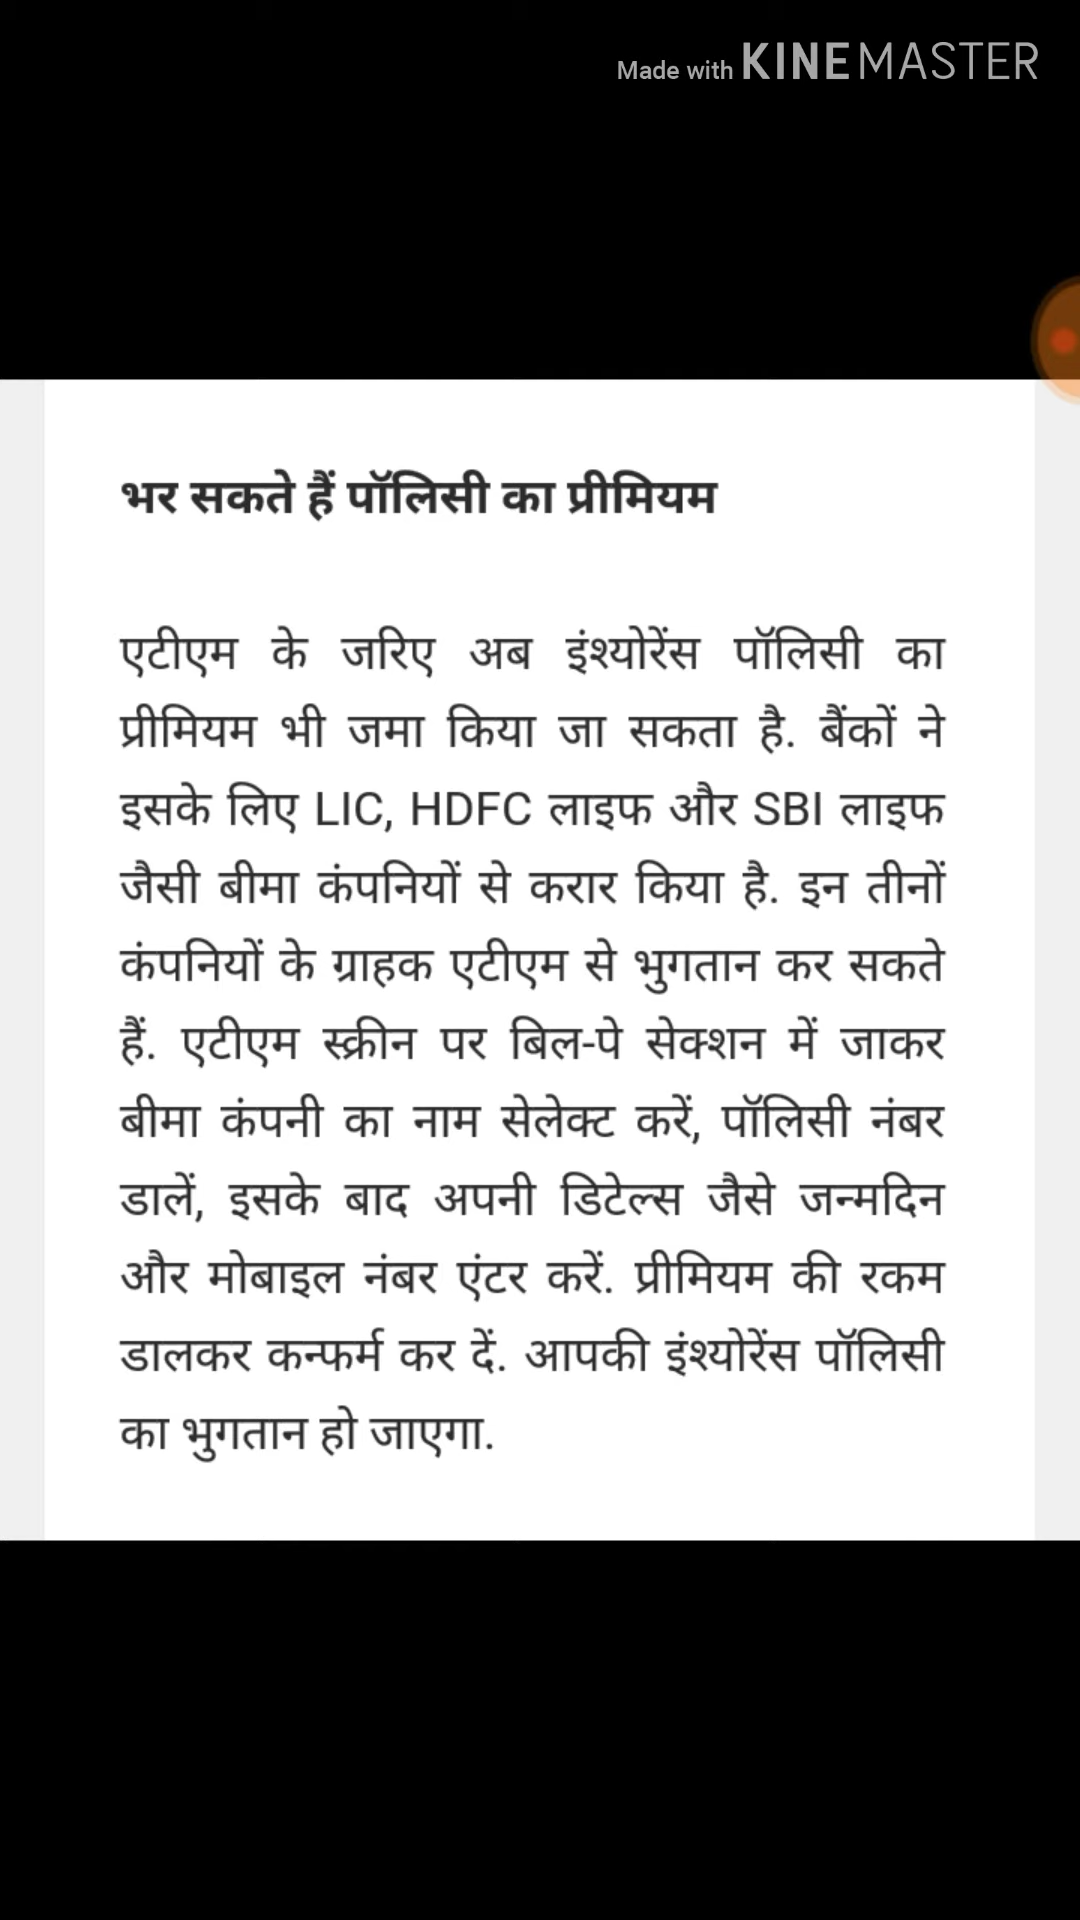 Made with KINEMASTER
भर सकते हैं पॉलिसी का प्रीमियम
एटीएम के जरिए अब इंश्योरेंस पॉलिसी का
प्रीमियम भी जमा किया जा सकता है. बैंकों ने
इसके लिए LIC, HDFC लाइफ और SBI लाइफ
जैसी बीमा कंपनियों से करार किया है. इन तीनों
कंपनियों के ग्राहक एटीएम से भुगतान कर सकते
हैं. एटीएम स्क्रीन पर बिल-पे सेक्शन में जाकर
बीमा कंपनी का नाम सेलेक्ट करें, पॉलिसी नंबर
डालें, इसके बाद अपनी डिटेल्स जैसे जन्मदिन
और मोबाइल नंबर एंटर करें. प्रीमियम की रकम
डालकर कन्फर्म कर दें. आपकी इंश्योरेंस पॉलिसी
का भुगतान हो जाएगा.